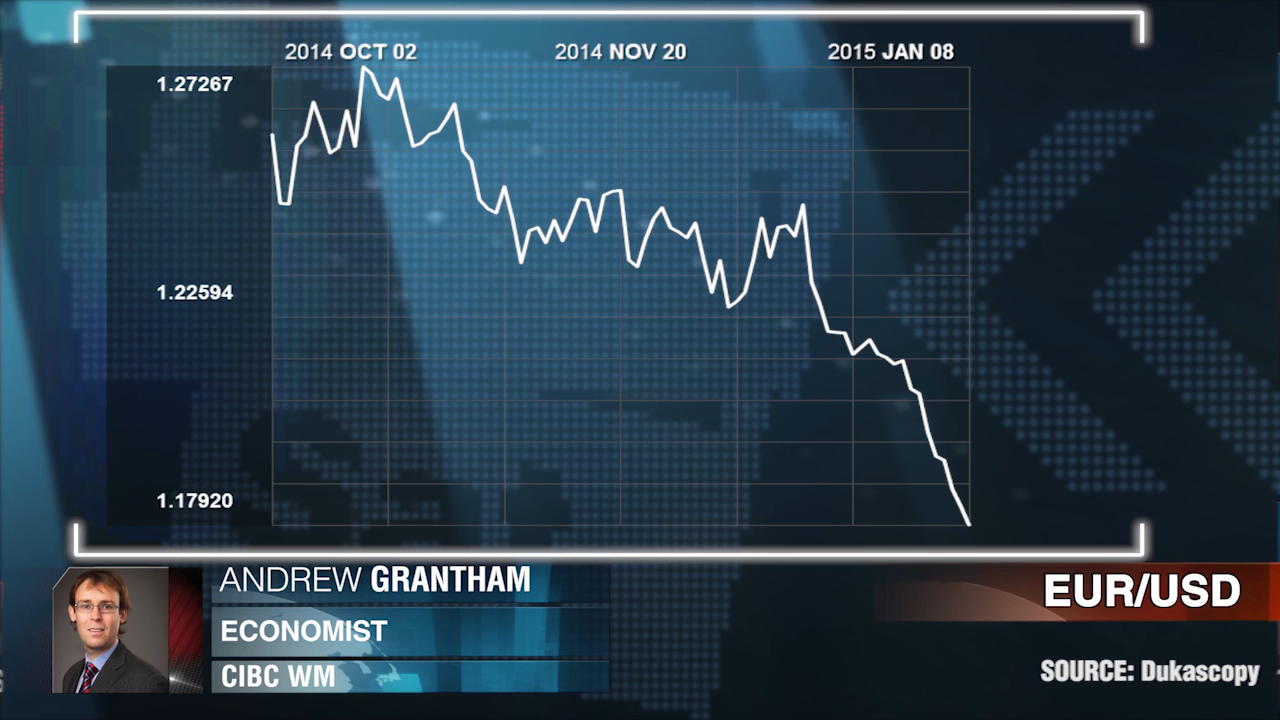 2014 OCT 02
2014 NOV 20
2015 JAN 08
1.27267
1.22594
1.17920
ANDREW GRANTHAM
ECONOMIST
CIBC WM
EUR/USD
SOURCE: Dukascopy